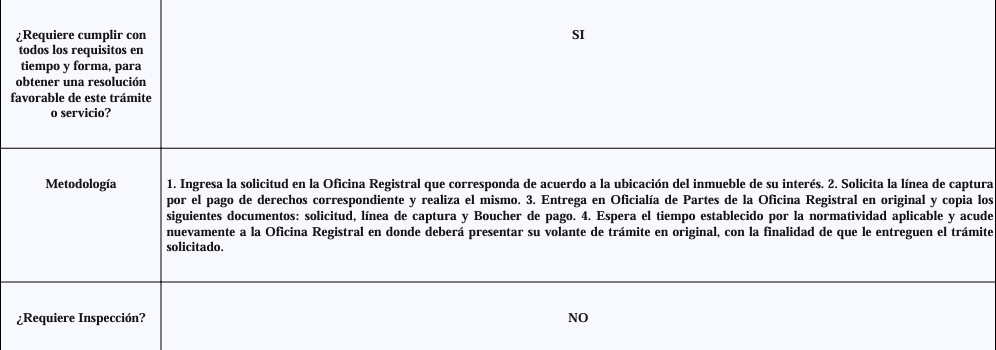 ¿Requiere cumplir con
todos los requisitos en
tiempo y forma, para
obtener una resolución
favorable de este trámite
o servicio?
SI
Metodología
1. Ingresa la solicitud en la Oficina Registral que corresponda de acuerdo a la ubicación del inmueble de su interés. 2. Solicita la línea de captura
por el pago de derechos correspondiente y realiza el mismo. 3. Entrega en Oficialía de Partes de la Oficina Registral en original y copia los
siguientes documentos: solicitud, línea de captura y Boucher de pago. 4. Espera el tiempo establecido por la normatividad aplicable y acude
nuevamente a la Oficina Registral en donde deberá presentar su volante de trámite en original, con la finalidad de que le entreguen el trámite
solicitado.
¿Requiere Inspección?
NO